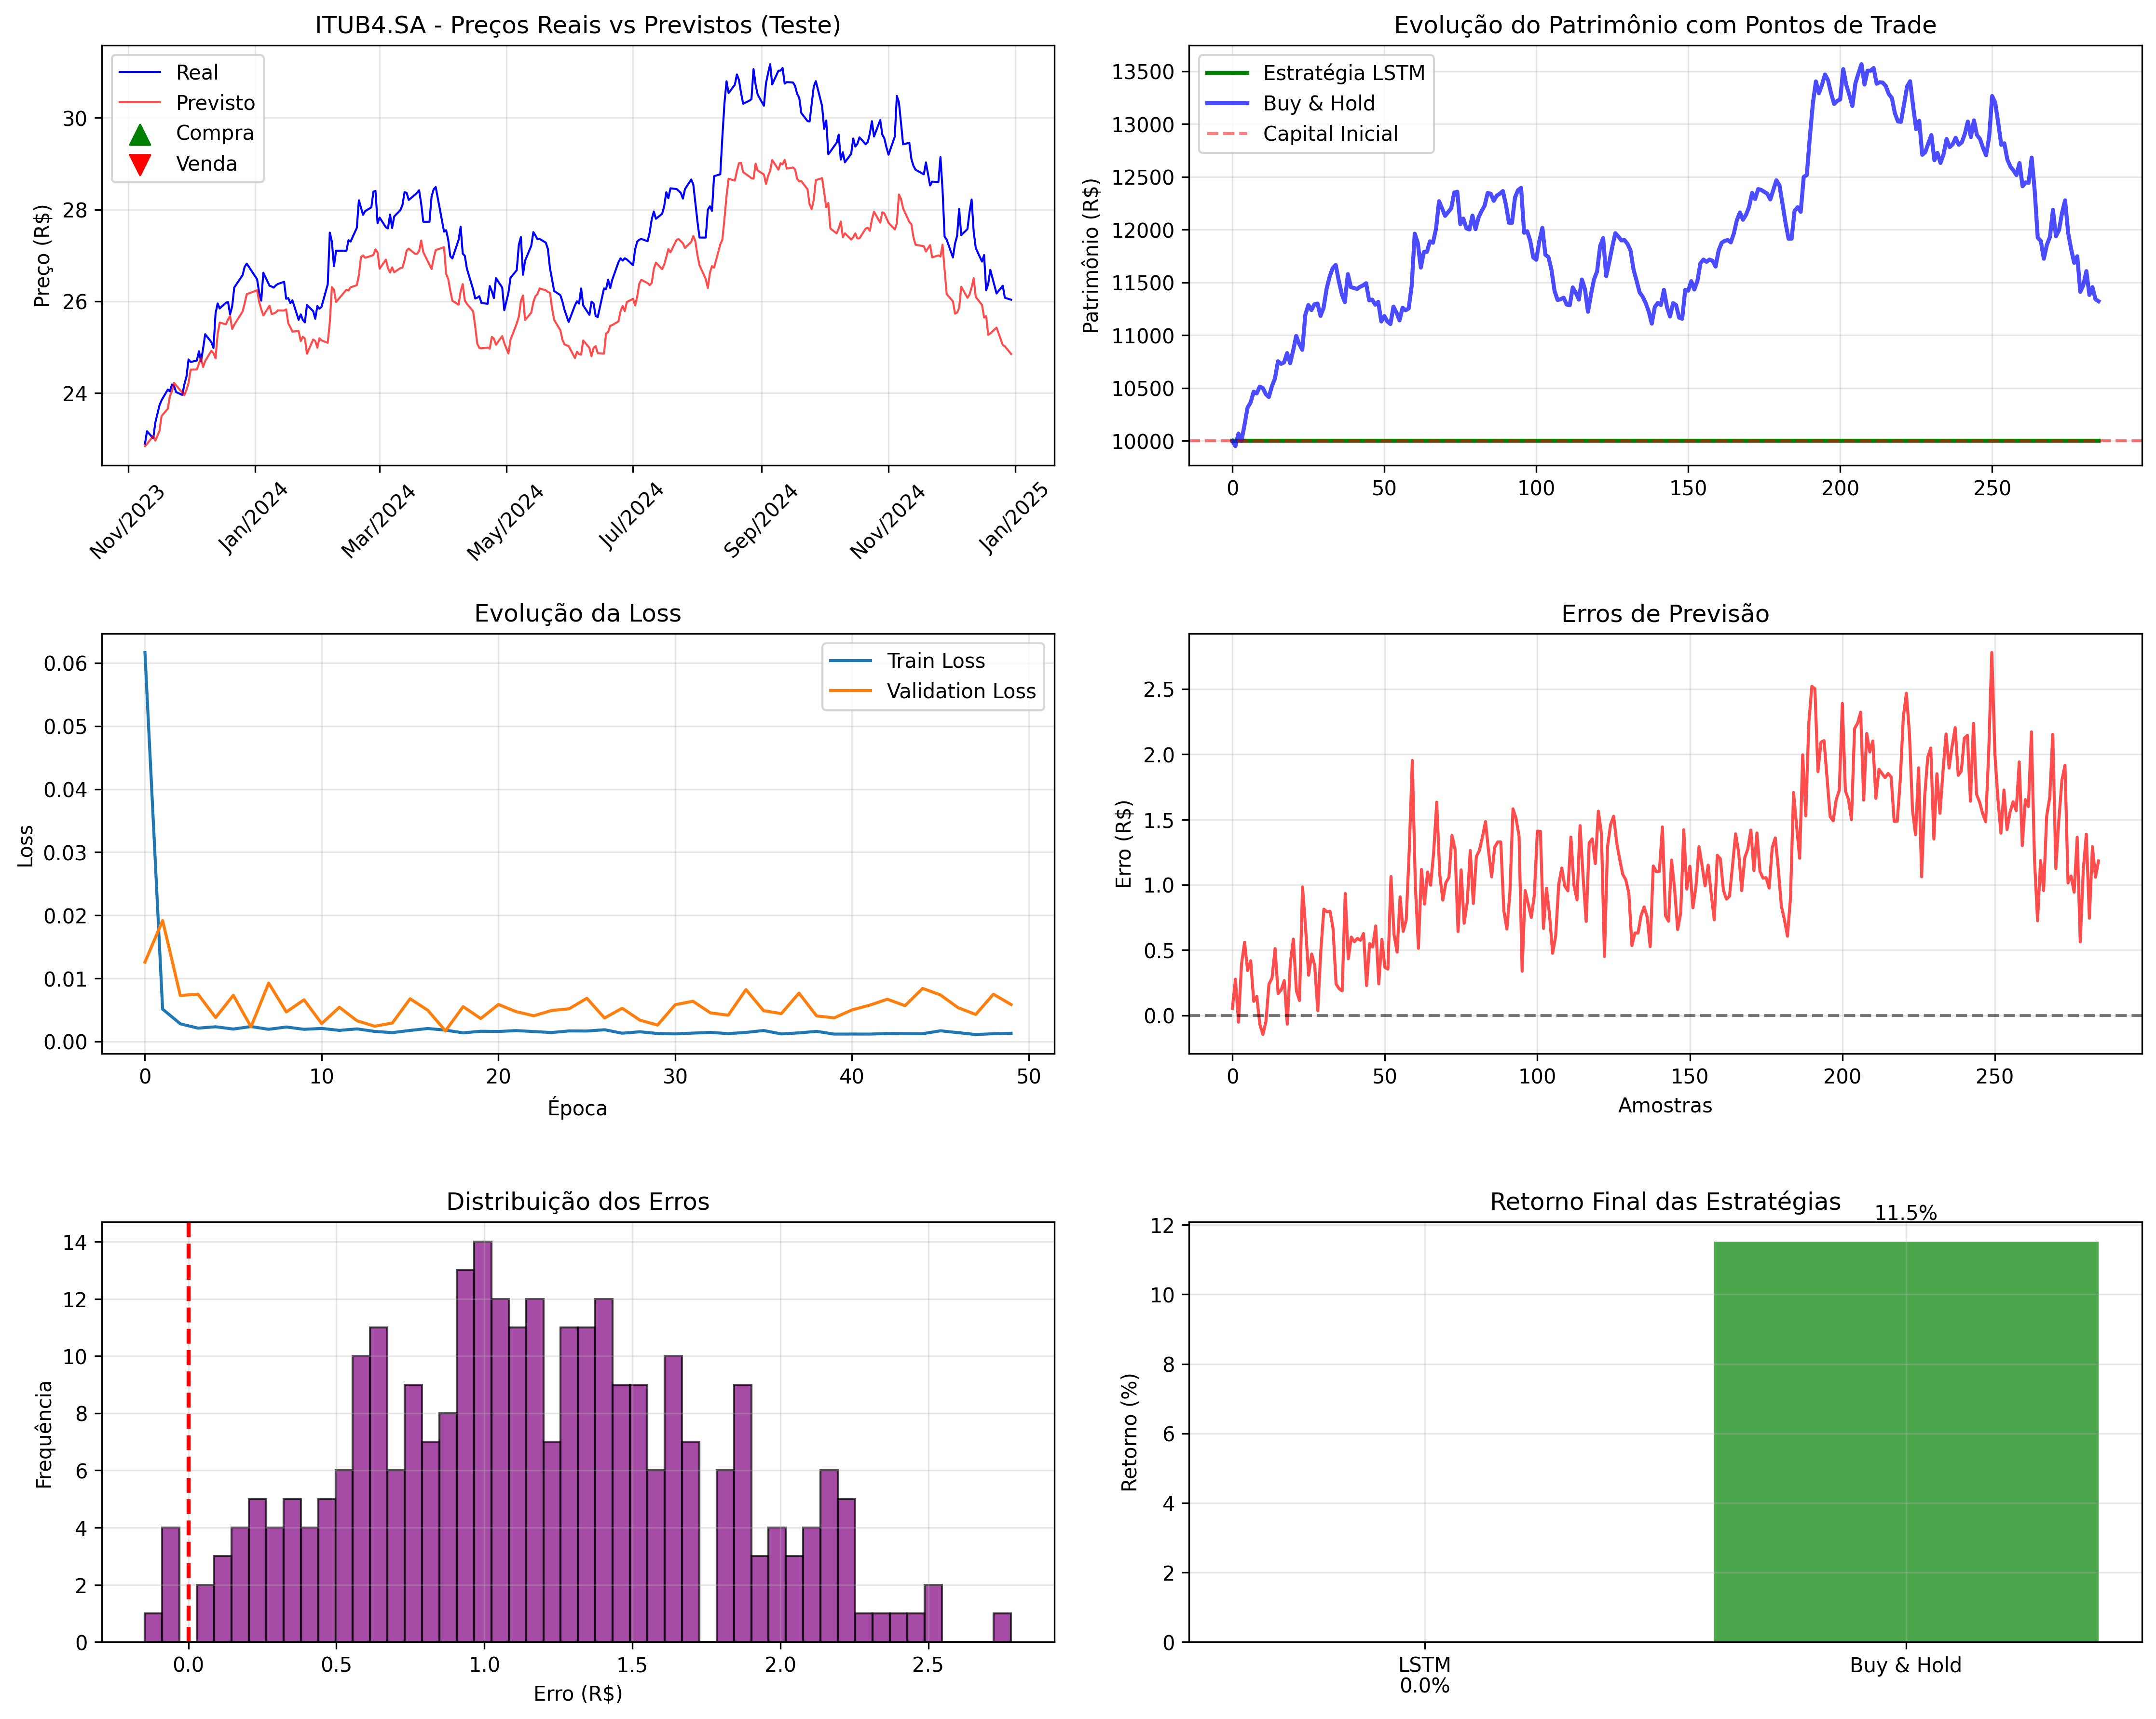 ITUB4.SA - Preços Reais vs Previstos (Teste)
Real
Previsto
Compra
Venda
Preço (R$)
30
28
26
24
Nov/2023
Jan/2024
Mar/2024
May/2024
Jul/2024
Sep/2024
Nov/2024
Jan/2025
Evolução do Patrimônio com Pontos de Trade
Estratégia LSTM
Buy & Hold
Capital Inicial
Patrimônio (R$)
13500
13000
12500
12000
11500
11000
10500
10000
0
50
100
150
200
250
Evolução da Loss
Train Loss
Validation Loss
Loss
0.06
0.05
0.04
0.03
0.02
0.01
0.00
0
10
20
30
40
50
Época
Erros de Previsão
Erro (R$)
2.5
2.0
1.5
1.0
0.5
0.0
0
50
100
150
200
250
Amostras
Distribuição dos Erros
Frequência
14
12
10
8
6
4
2
0
0.0
0.5
1.0
1.5
2.0
2.5
Erro (R$)
Retorno Final das Estratégias
11.5%
Retorno (%)
12
10
8
6
4
2
0
LSTM
0.0%
Buy & Hold